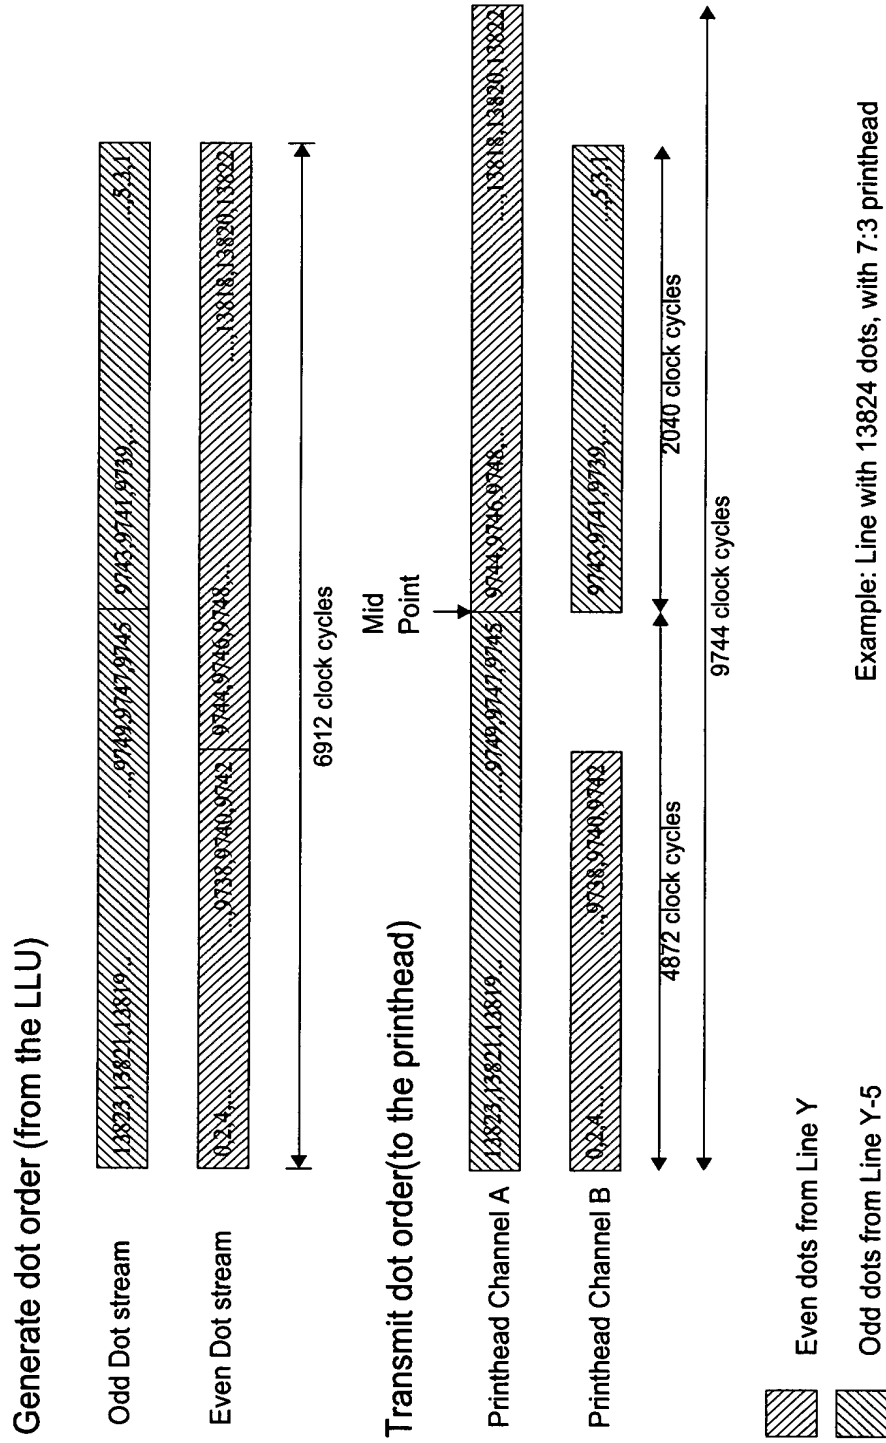 Generate dot order (from the LLU)
Odd Dot stream
13823,13821,13819...
...,9749,9747,9745
9743,9741,9739,...
...,5,3,1
Even Dot stream
0,2,4,...
...,9738,9740,9742
9744,9746,9748,...
...,13818,13820,13822
6912 clock cycles
Transmit dot order(to the printhead)
Mid
Point
Printhead Channel A
13823,13821,13819...
...,9749,9747,9745
9744,9746,9748,...
...,13818,13820,13822
Printhead Channel B
0,2,4....
...,9738,9740,9742
9743,9741,9739,...
...,5,3,1
4872 clock cycles
2040 clock cycles
9744 clock cycles
Even dots from Line Y
Odd dots from Line Y-5
Example: Line with 13824 dots, with 7:3 printhead